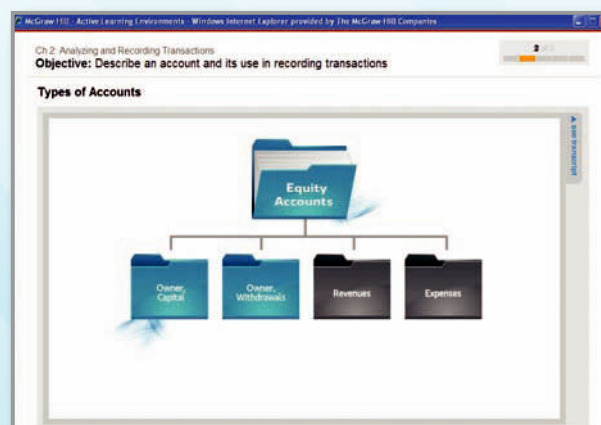 McGraw-Hill - Active Learning Environments - Windows Internet Explorer provided by The McGraw-Hill Companies
Ch 2: Analyzing and Recording Transactions
Objective: Describe an account and its use in recording transactions
Types of Accounts
see transcript
Equity
Accounts
Owner,
Capital
Owner,
Withdrawals
Revenues
Expenses